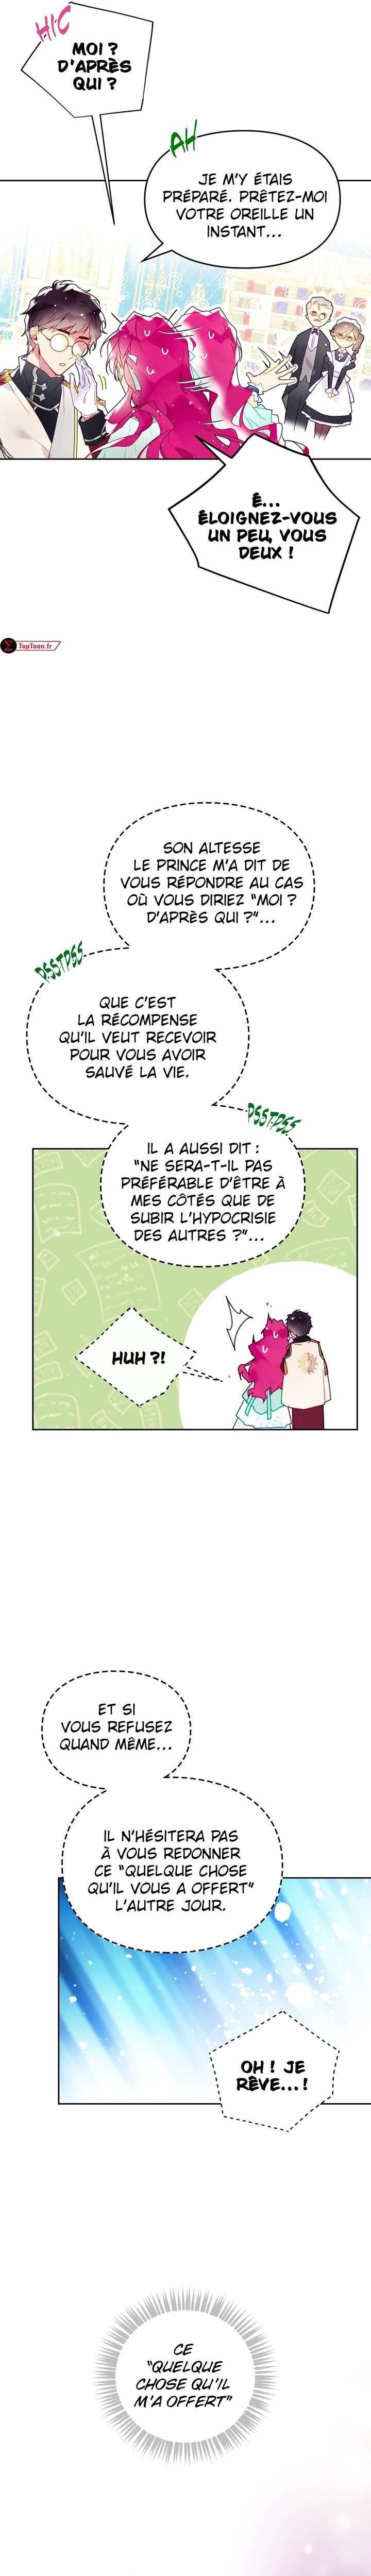 HIC
MOI ?
D'APRÈS
QUI ?
AH
JE M'Y ÉTAIS
PRÉPARÉ. PRÊTEZ-MOI
VOTRE OREILLE UN
INSTANT...
É...
ÉLOIGNEZ-VOUS
UN PEU, VOUS
DEUX !
TopToon.fr
SON ALTESSE
LE PRINCE M'A DIT DE
VOUS RÉPONDRE AU CAS
OÙ VOUS DIRIEZ "MOI ?
D'APRÈS QUI ?"...
PSSTPSS
QUE C'EST
LA RÉCOMPENSE
QU'IL VEUT RECEVOIR
POUR VOUS AVOIR
SAUVÉ LA VIE.
PSSTPSS
IL A AUSSI DIT :
"NE SERA-T-IL PAS
PRÉFÉRABLE D'ÊTRE À
MES CÔTÉS QUE DE
SUBIR L'HYPOCRISIE
DES AUTRES ?"...
HUH ?!
ET SI
VOUS REFUSEZ
QUAND MÊME...
IL N'HÉSITERA PAS
À VOUS REDONNER
CE "QUELQUE CHOSE
QU'IL VOUS A OFFERT"
L'AUTRE JOUR.
OH ! JE
RÊVE...!
CE
"QUELQUE
CHOSE QU'IL
M'A OFFERT"